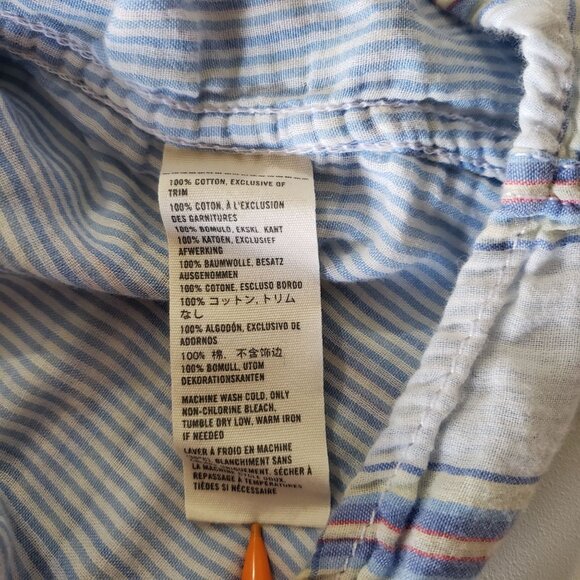 100% COTTON, EXCLUSIVE OF
TRIM
100% COTON, À L'EXCLUSION
DES GARNITURES
100% BOMULD, EKSKL. KANT
100% KATOEN, EXCLUSIEF
AFWERKING
100% BAUMWOLLE, BESATZ
AUSGENOMMEN
100% COTONE, ESCLUSO BORDO
100% コットン,トリム
なし
100% ALGODÓN, EXCLUSIVO DE
ADORNOS
100% 棉, 不含饰边
100% BOMULL, UTOM
DEKORATIONSKANTEN
MACHINE WASH COLD, ONLY
NON-CHLORINE BLEACH,
TUMBLE DRY LOW, WARM IRON
IF NEEDED
LAVER À FROID EN MACHINE
BLANCHIMENT SANS
SÉCHER À
REPASSAGE À TEMPÉRATURES
TIÈDES SI NÉCESSAIRE